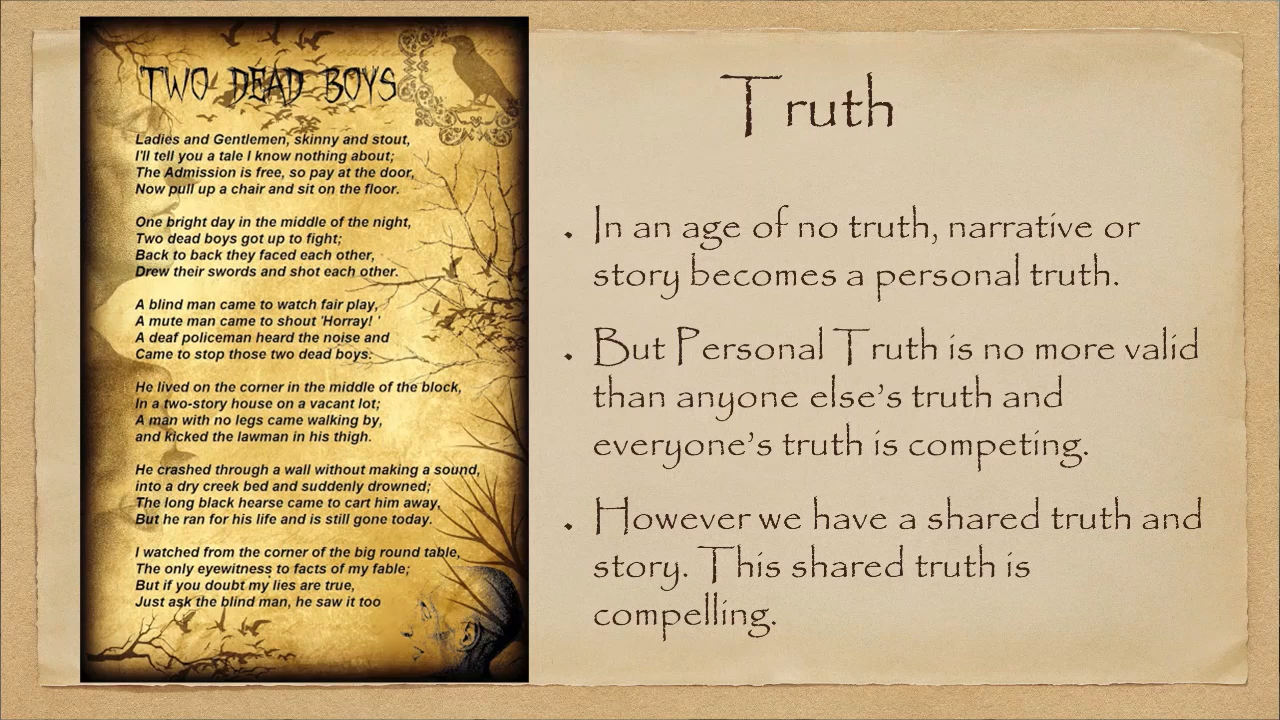 TWO DEAD BOYS
Ladies and Gentlemen, skinny and stout,
I'll tell you a tale I know nothing about;
The Admission is free, so pay at the door,
Now pull up a chair and sit on the floor.
One bright day in the middle of the night,
Two dead boys got up to fight;
Back to back they faced each other,
Drew their swords and shot each other.
A blind man came to watch fair play,
A mute man came to shout 'Horray! '
A deaf policeman heard the noise and
Came to stop those two dead boys.
He lived on the corner in the middle of the block,
In a two-story house on a vacant lot;
A man with no legs came walking by,
and kicked the lawman in his thigh.
He crashed through a wall without making a sound,
into a dry creek bed and suddenly drowned;
The long black hearse came to cart him away,
But he ran for his life and is still gone today.
I watched from the corner of the big round table,
The only eyewitness to facts of my fable;
But if you doubt my lies are true,
Just ask the blind man, he saw it too
Truth
• In an age of no truth, narrative or
story becomes a personal truth.
• But Personal Truth is no more valid
than anyone else's truth and
everyone's truth is competing.
• However we have a shared truth and
story. This shared truth is
compelling.